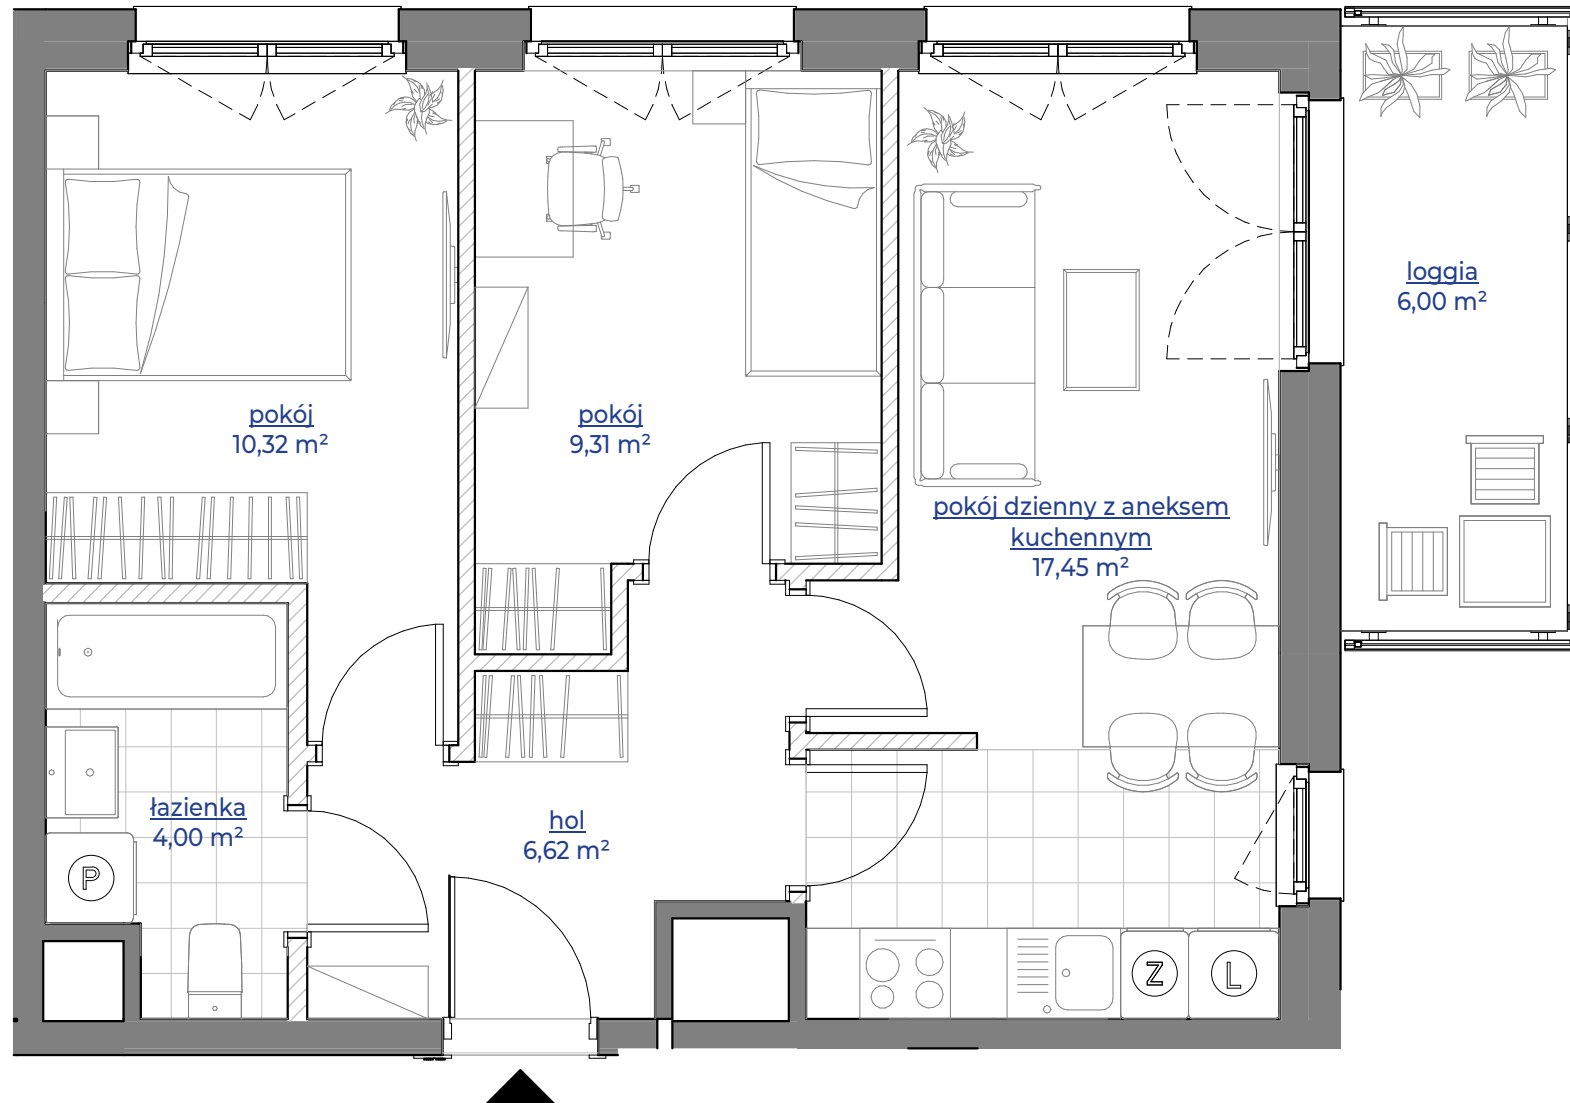 loggia
6,00 m²
pokój
10,32 m²
pokój
9,31 m²
pokój dzienny z aneksem
kuchennym
17,45 m²
łazienka
4,00 m²
hol
6,62 m²
P
Z
L